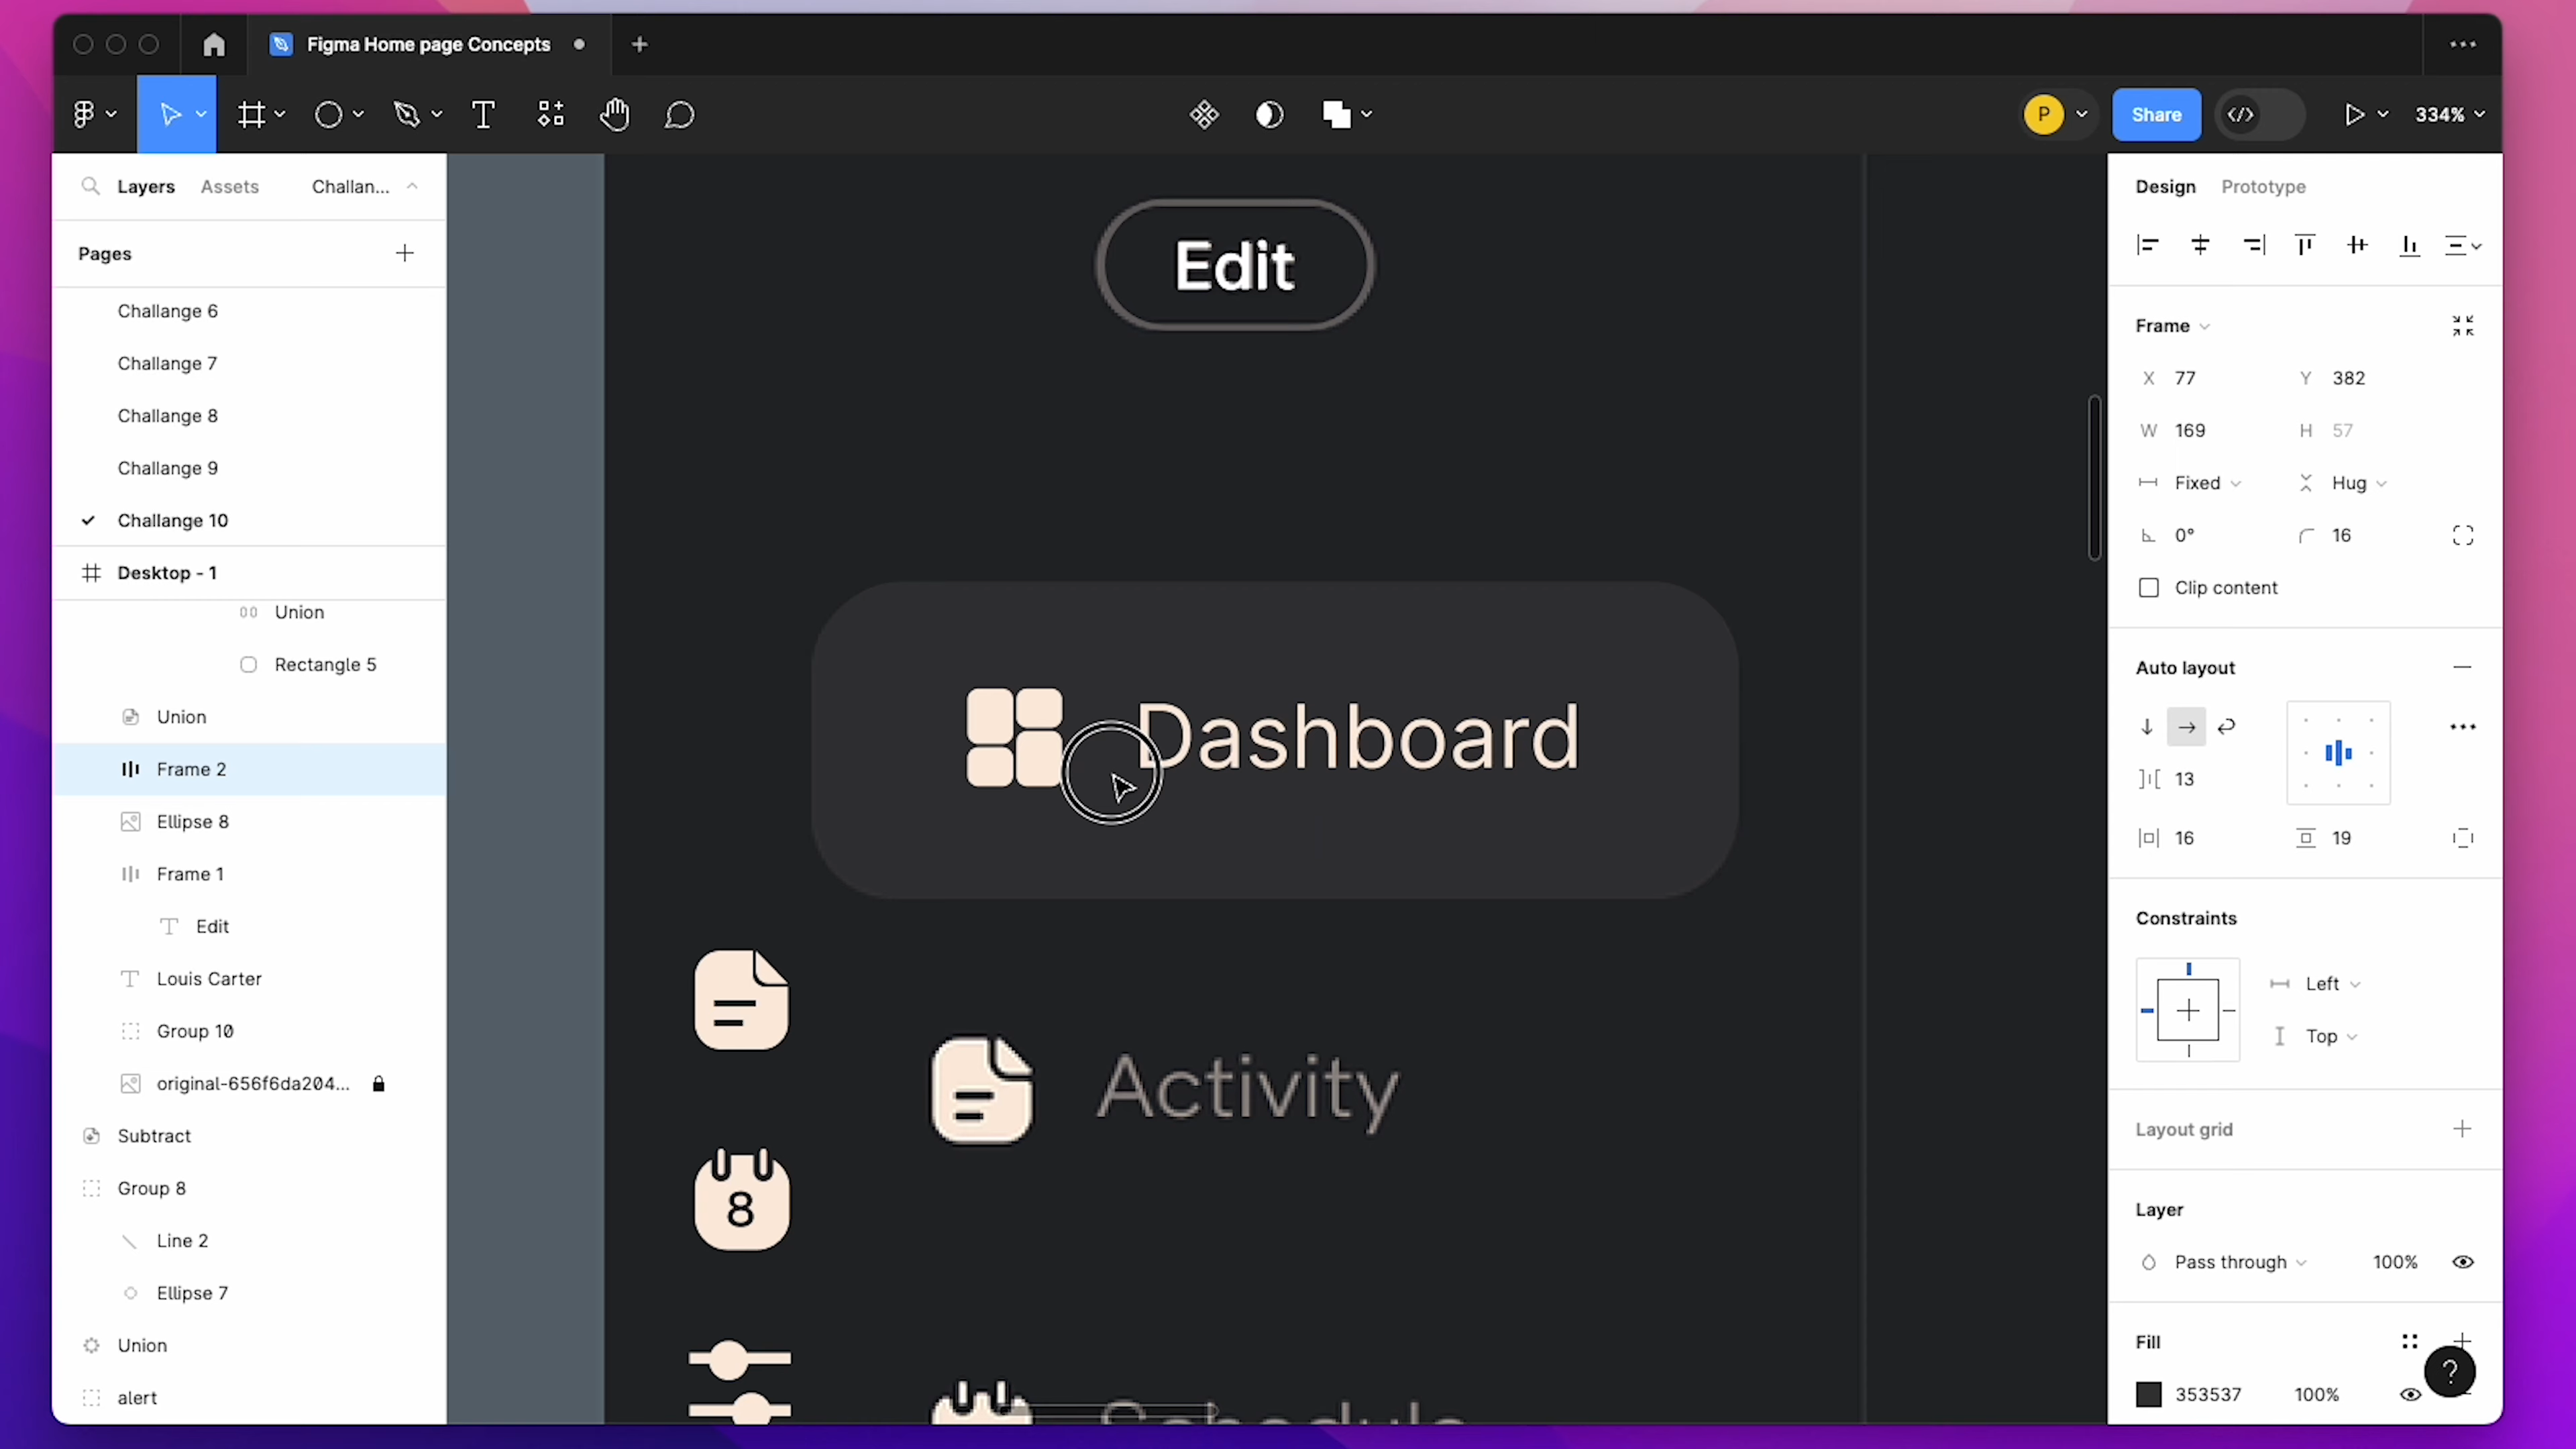 Figma Home page Concepts
P
Share
334%
Layers
Assets
Challan...
Pages
Challange 6
Challange 7
Challange 8
Challange 9
Challange 10
Desktop - 1
Union
Rectangle 5
Union
Frame 2
Ellipse 8
Frame 1
Edit
Louis Carter
Group 10
original-656f6da204...
Subtract
Group 8
Line 2
Ellipse 7
Union
alert
Edit
Dashboard
Activity
8
Schedule
Design
Prototype
Frame
X 77
Y 382
W 169
H 57
Fixed
Hug
0°
16
Clip content
Auto layout
13
16
19
Constraints
Left
Top
Layout grid
Layer
Pass through
100%
Fill
?
353537
100%